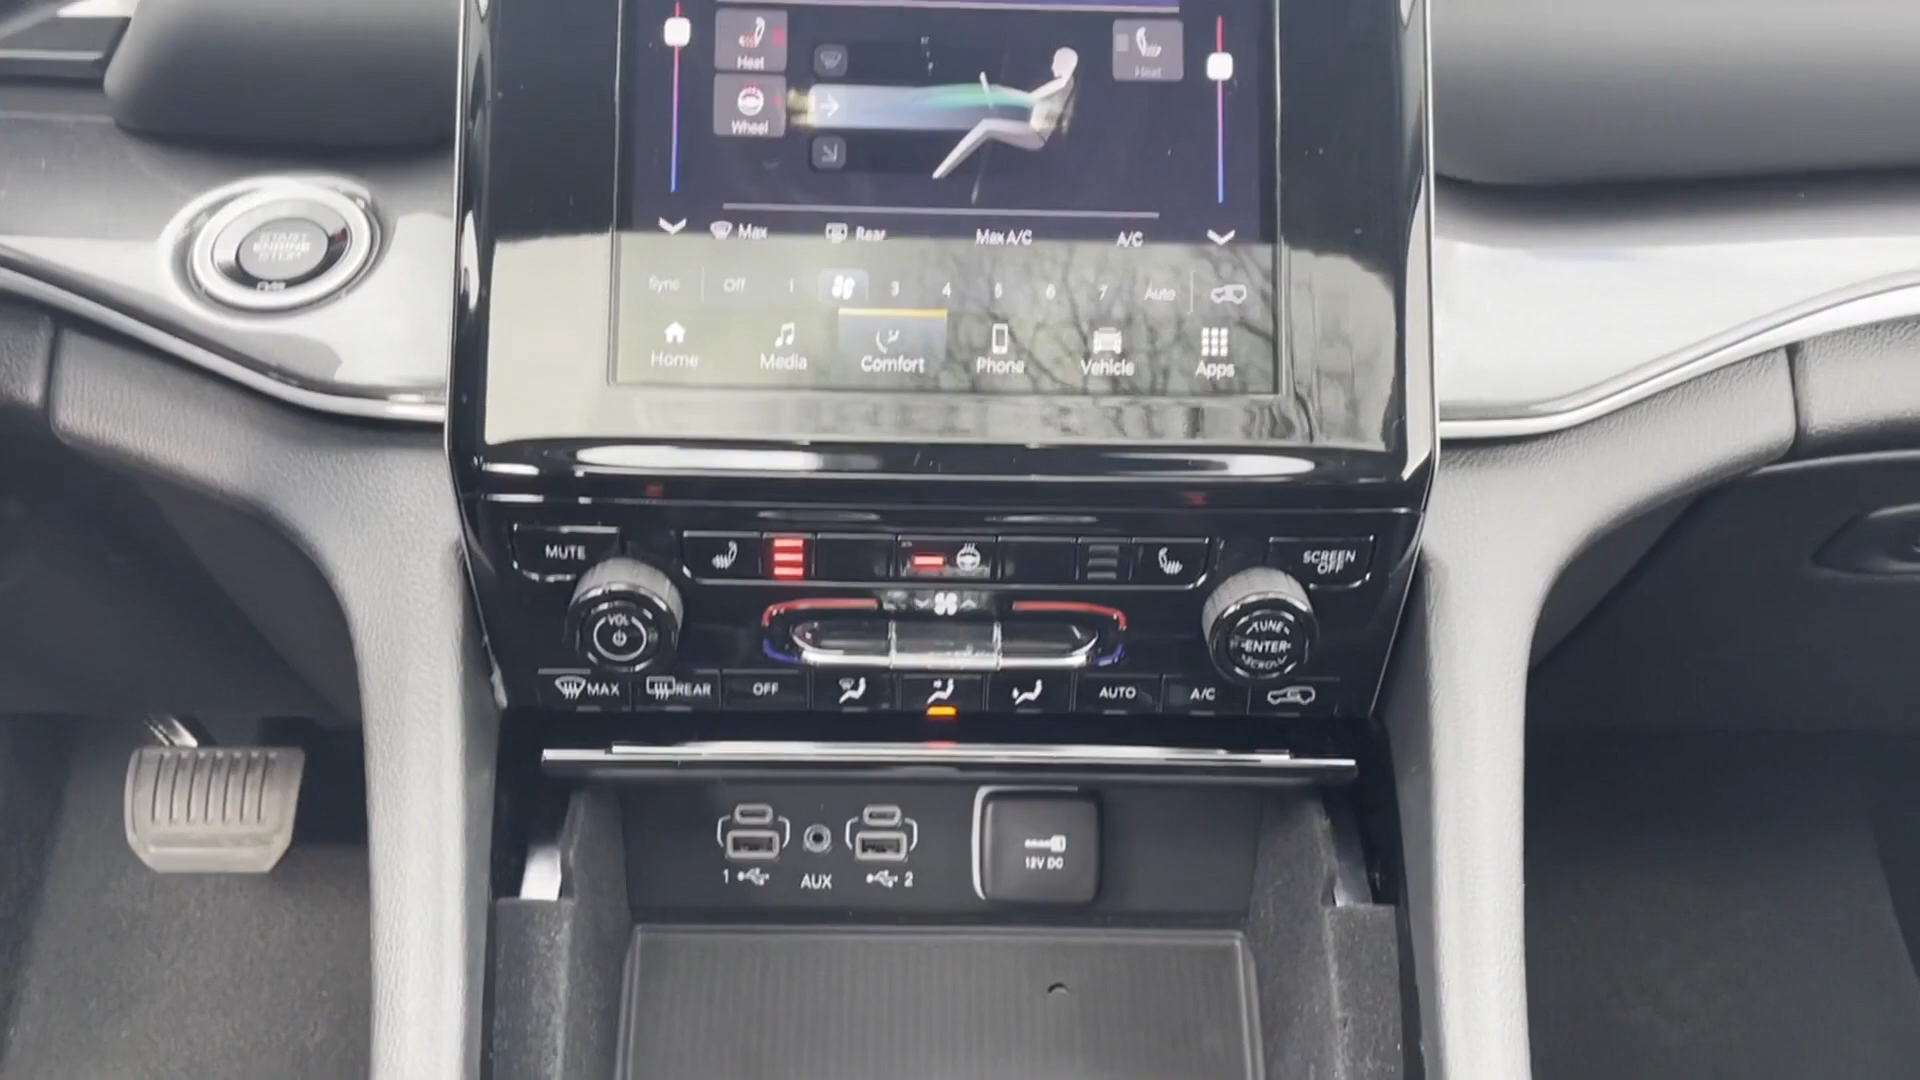 Heat
Heat
Wheel
Max Rear Max A/C A/C
Sync Off 1 3 4 5 6 7 Auto
Home Media Comfort Phone Vehicle Apps
START
ENGINE
STOP
MUTE
SCREEN
OFF
VOL
TUNE
ENTER
SCROLL
MAX REAR OFF AUTO A/C
12V DC
1 AUX 2